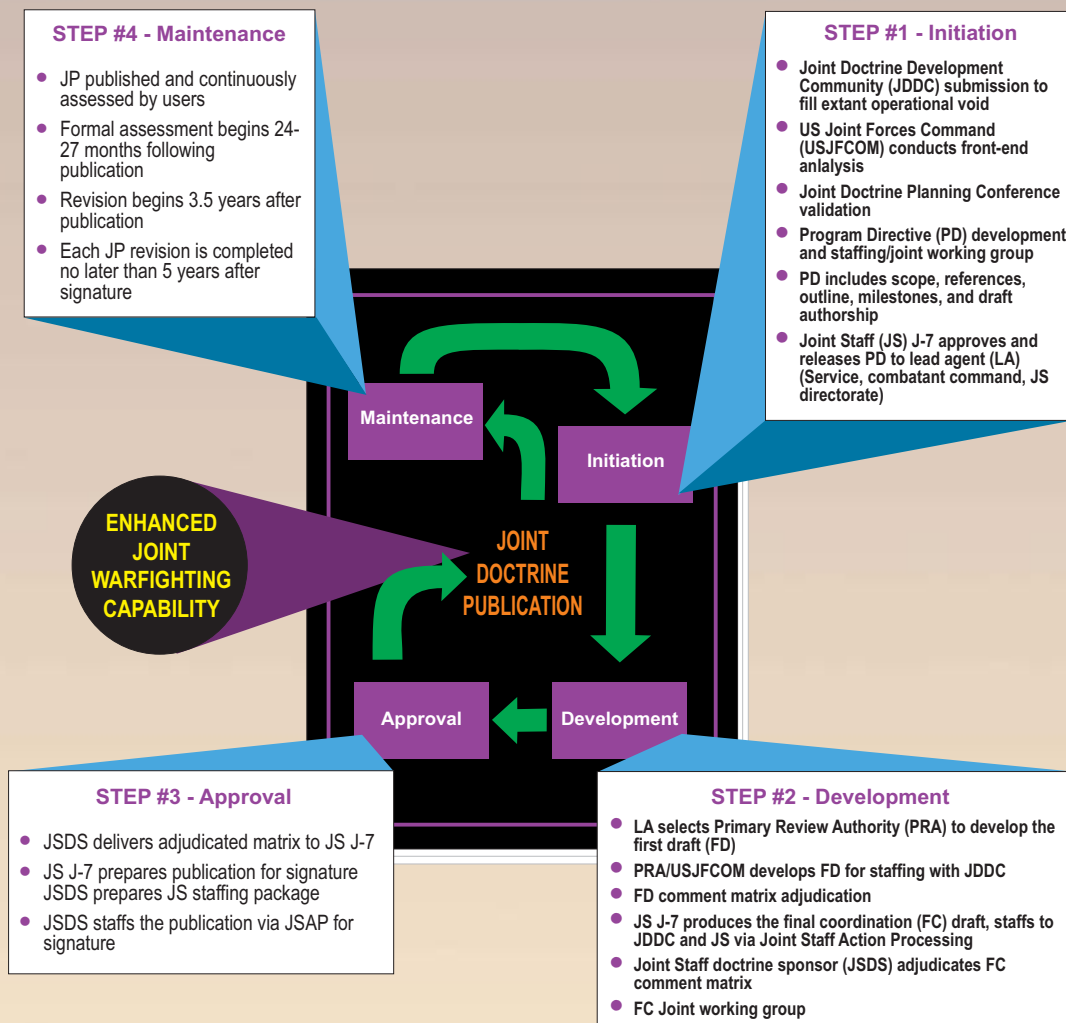 STEP #4 - Maintenance
● JP published and continuously
assessed by users
● Formal assessment begins 24-
27 months following
publication
● Revision begins 3.5 years after
publication
● Each JP revision is completed
no later than 5 years after
signature
STEP #1 - Initiation
● Joint Doctrine Development
Community (JDDC) submission to
fill extant operational void
● US Joint Forces Command
(USJFCOM) conducts front-end
anlalysis
● Joint Doctrine Planning Conference
validation
● Program Directive (PD) development
and staffing/joint working group
● PD includes scope, references,
outline, milestones, and draft
authorship
● Joint Staff (JS) J-7 approves and
releases PD to lead agent (LA)
(Service, combatant command, JS
directorate)
Maintenance
Initiation
ENHANCED
JOINT
WARFIGHTING
CAPABILITY
JOINT
DOCTRINE
PUBLICATION
Approval
Development
STEP #3 - Approval
● JSDS delivers adjudicated matrix to JS J-7
● JS J-7 prepares publication for signature
JSDS prepares JS staffing package
● JSDS staffs the publication via JSAP for
signature
STEP #2 - Development
● LA selects Primary Review Authority (PRA) to develop the
first draft (FD)
● PRA/USJFCOM develops FD for staffing with JDDC
● FD comment matrix adjudication
● JS J-7 produces the final coordination (FC) draft, staffs to
JDDC and JS via Joint Staff Action Processing
● Joint Staff doctrine sponsor (JSDS) adjudicates FC
comment matrix
● FC Joint working group